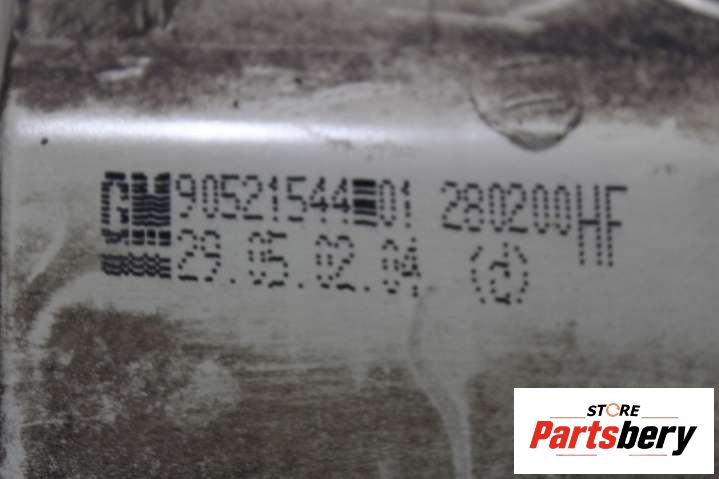 GM 90521544 01 280200HF
29.05.02.04 (d)
STORE
Partsbery